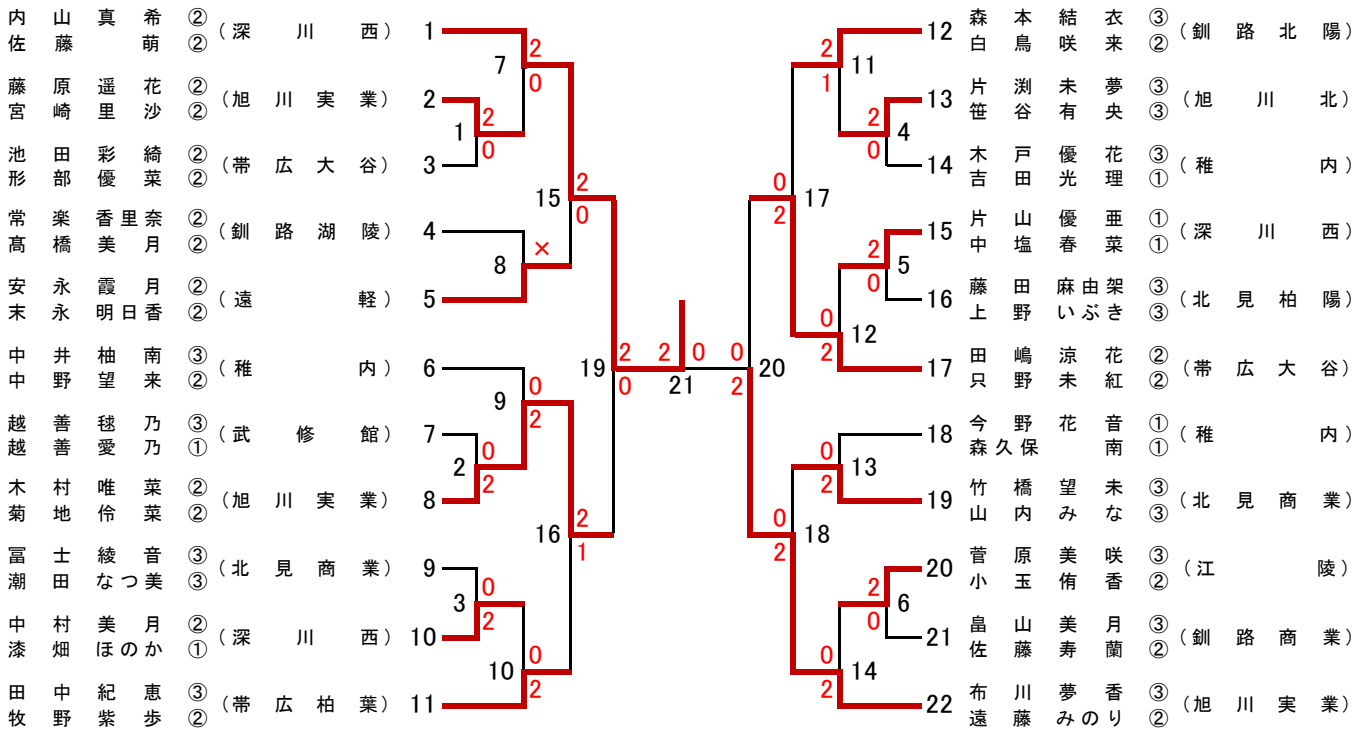 内山真希 ② (深川西) 1
佐藤萌 ②
藤原遥花 ② (旭川実業) 2
宮崎里沙 ②
池田彩綺 ② (帯広大谷) 3
形部優菜 ②
常楽香里奈 ② (釧路湖陵) 4
髙橋美月 ②
安永霞月 ② (遠軽) 5
末永明日香 ②
中井柚南 ③ (稚内) 6
中野望来 ②
越善毬乃 ③ (武修館) 7
越善愛乃 ①
木村唯菜 ② (旭川実業) 8
菊地伶菜 ②
冨士綾音 ③ (北見商業) 9
潮田なつ美 ③
中村美月 ② (深川西) 10
漆畑ほのか ①
田中紀恵 ③ (帯広柏葉) 11
牧野紫歩 ②
7 2 0
1 2 0
15 2 0
8 ×
9 0 2
2 0 2
16 2 1
3 0 2
10 0 2
19 2 0
21 2 0
20 0 2
11 2 1
4 2 0
17 0 2
5 2 0
12 0 2
13 0 2
18 0 2
6 2 0
14 0 2
12 森本結衣 ③ (釧路北陽)
白鳥咲来 ②
13 片渕未夢 ③ (旭川北)
笹谷有央 ③
14 木戸優花 ③ (稚内)
吉田光理 ①
15 片山優亜 ① (深川西)
中塩春菜 ①
16 藤田麻由架 ③ (北見柏陽)
上野いぶき ③
17 田嶋涼花 ② (帯広大谷)
只野未紅 ②
18 今野花音 ① (稚内)
森久保南 ①
19 竹橋望未 ③ (北見商業)
山内みな ③
20 菅原美咲 ③ (江陵)
小玉侑香 ②
21 畠山美月 ③ (釧路商業)
佐藤寿蘭 ②
22 布川夢香 ③ (旭川実業)
遠藤みのり ②